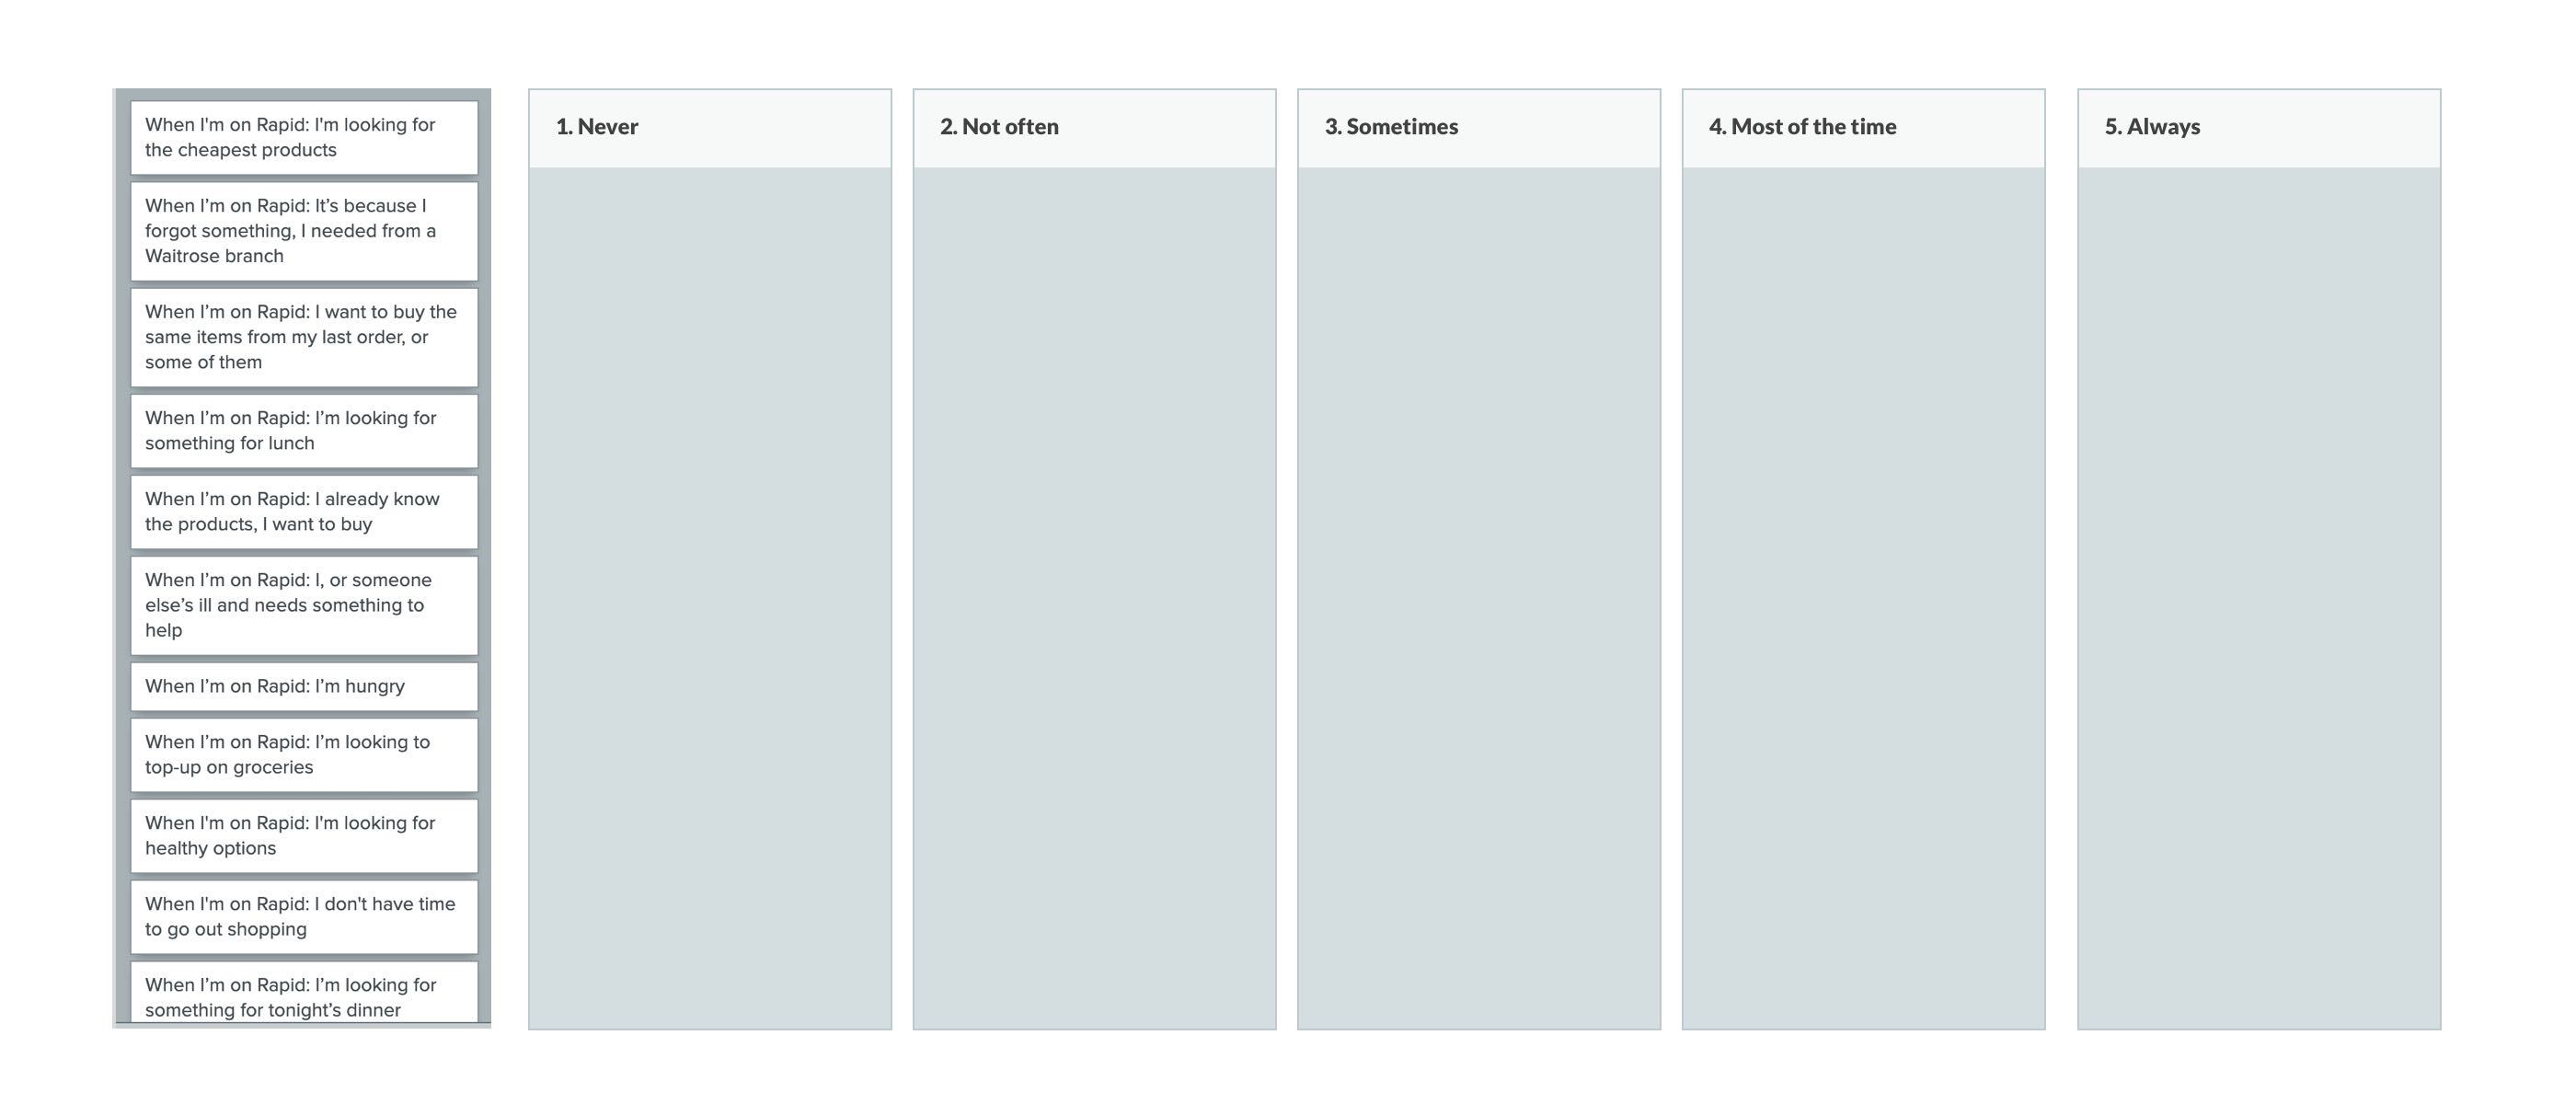 When I'm on Rapid: I'm looking for
the cheapest products
When I’m on Rapid: It’s because I
forgot something, I needed from a
Waitrose branch
When I’m on Rapid: I want to buy the
same items from my last order, or
some of them
When I’m on Rapid: I’m looking for
something for lunch
When I’m on Rapid: I already know
the products, I want to buy
When I’m on Rapid: I, or someone
else’s ill and needs something to
help
When I’m on Rapid: I’m hungry
When I’m on Rapid: I’m looking to
top-up on groceries
When I'm on Rapid: I'm looking for
healthy options
When I'm on Rapid: I don't have time
to go out shopping
When I’m on Rapid: I’m looking for
something for tonight’s dinner
1. Never
2. Not often
3. Sometimes
4. Most of the time
5. Always